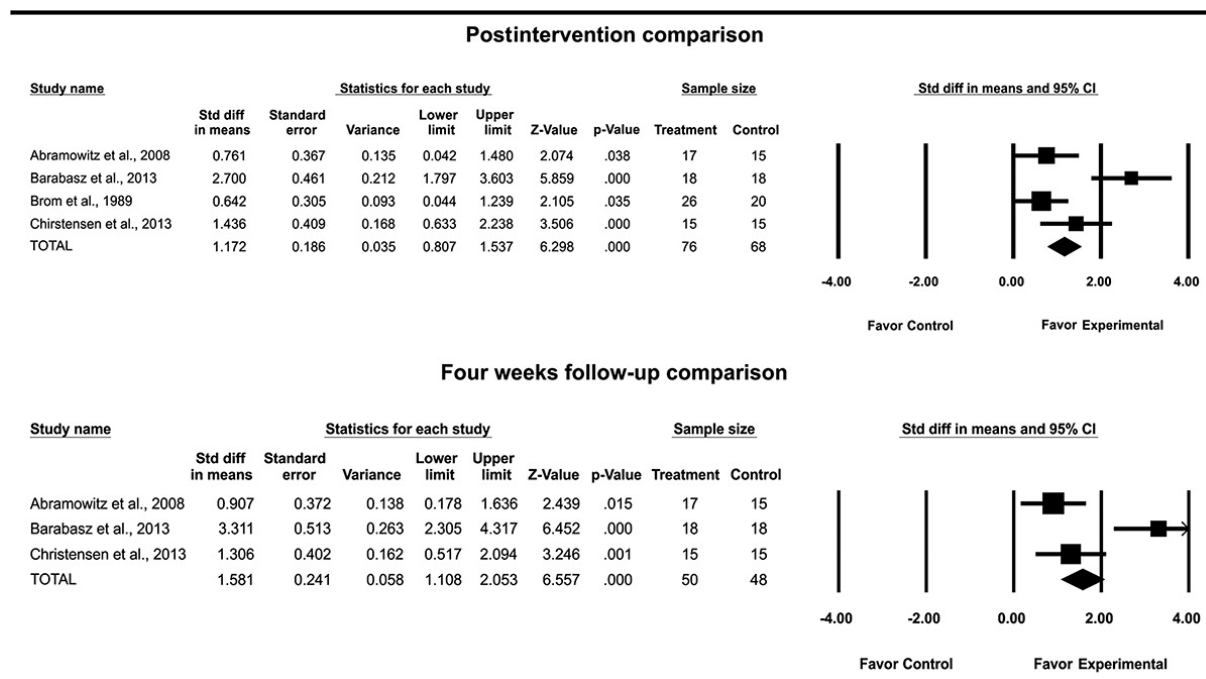 Postintervention comparison
Study name Statistics for each study Sample size Std diff in means and 95% CI
Std diff in means Standard error Variance Lower limit Upper limit Z-Value p-Value Treatment Control
Abramowitz et al., 2008 0.761 0.367 0.135 0.042 1.480 2.074 .038 17 15
Barabasz et al., 2013 2.700 0.461 0.212 1.797 3.603 5.859 .000 18 18
Brom et al., 1989 0.642 0.305 0.093 0.044 1.239 2.105 .035 26 20
Chirstensen et al., 2013 1.436 0.409 0.168 0.633 2.238 3.506 .000 15 15
TOTAL 1.172 0.186 0.035 0.807 1.537 6.298 .000 76 68
-4.00 -2.00 0.00 2.00 4.00
Favor Control Favor Experimental
Four weeks follow-up comparison
Study name Statistics for each study Sample size Std diff in means and 95% CI
Std diff in means Standard error Variance Lower limit Upper limit Z-Value p-Value Treatment Control
Abramowitz et al., 2008 0.907 0.372 0.138 0.178 1.636 2.439 .015 17 15
Barabasz et al., 2013 3.311 0.513 0.263 2.305 4.317 6.452 .000 18 18
Christensen et al., 2013 1.306 0.402 0.162 0.517 2.094 3.246 .001 15 15
TOTAL 1.581 0.241 0.058 1.108 2.053 6.557 .000 50 48
-4.00 -2.00 0.00 2.00 4.00
Favor Control Favor Experimental